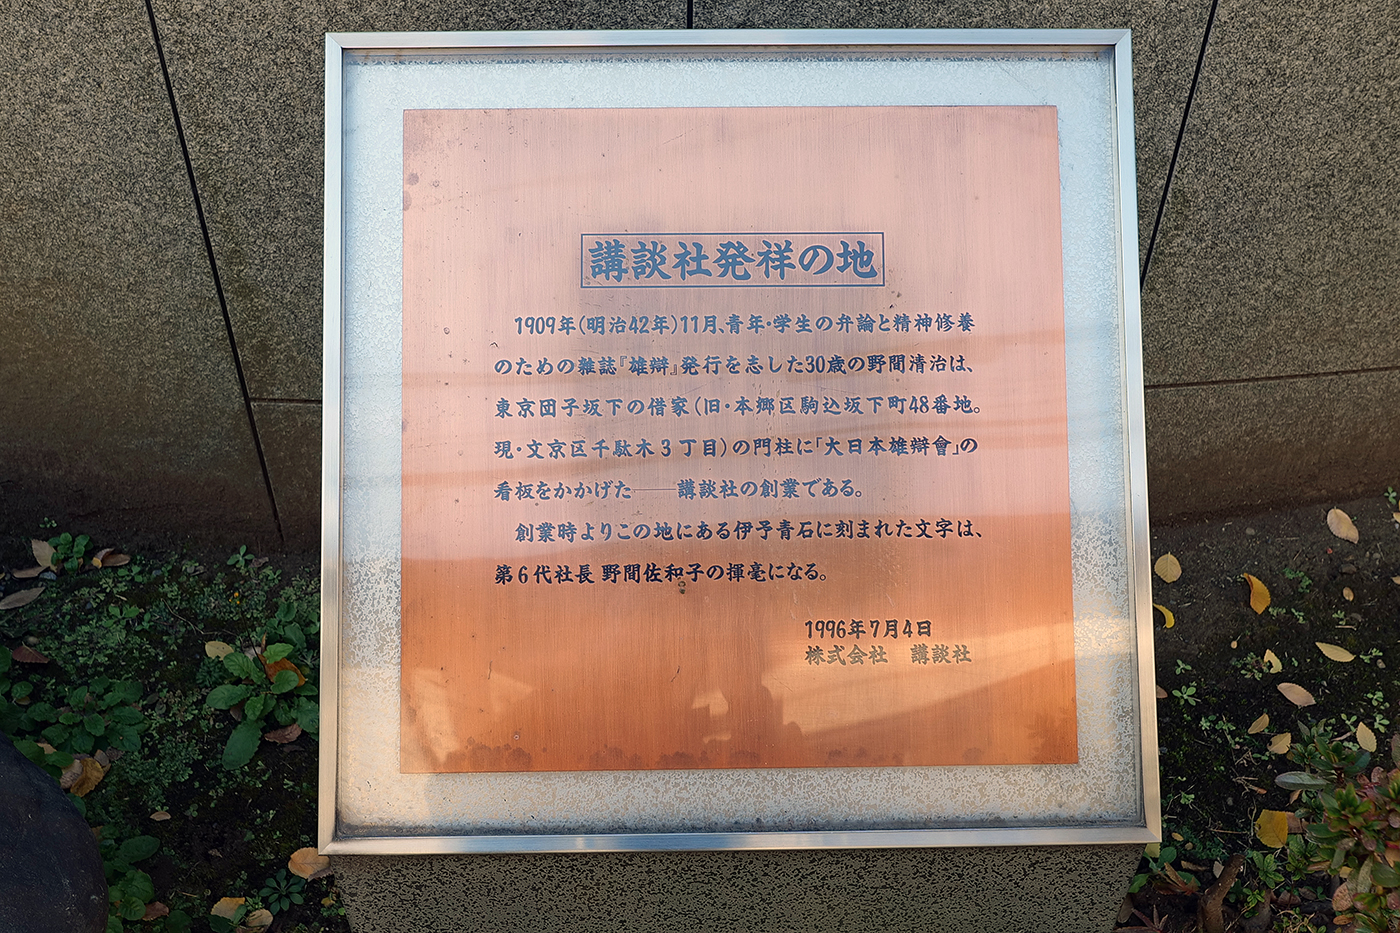 講談社発祥の地
1909年(明治42年)11月、青年・学生の弁論と精神修養
のための雑誌『雄辯』発行を志した30歳の野間清治は、
東京団子坂下の借家(旧・本郷区駒込坂下町48番地。
現・文京区千駄木3丁目)の門柱に「大日本雄辯會」の
看板をかかげた──講談社の創業である。
創業時よりこの地にある伊予青石に刻まれた文字は、
第6代社長 野間佐和子の揮毫になる。
1996年7月4日
株式会社 講談社